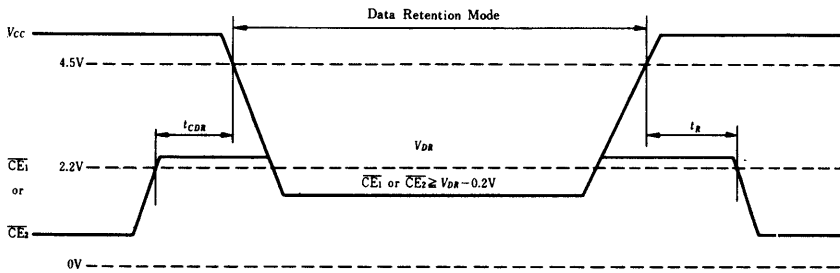 Data Retention Mode
Vcc
4.5V
tCDR
tR
VDR
CE1
2.2V
CE1 or CE2 ≧ VDR−0.2V
or
CE2
0V